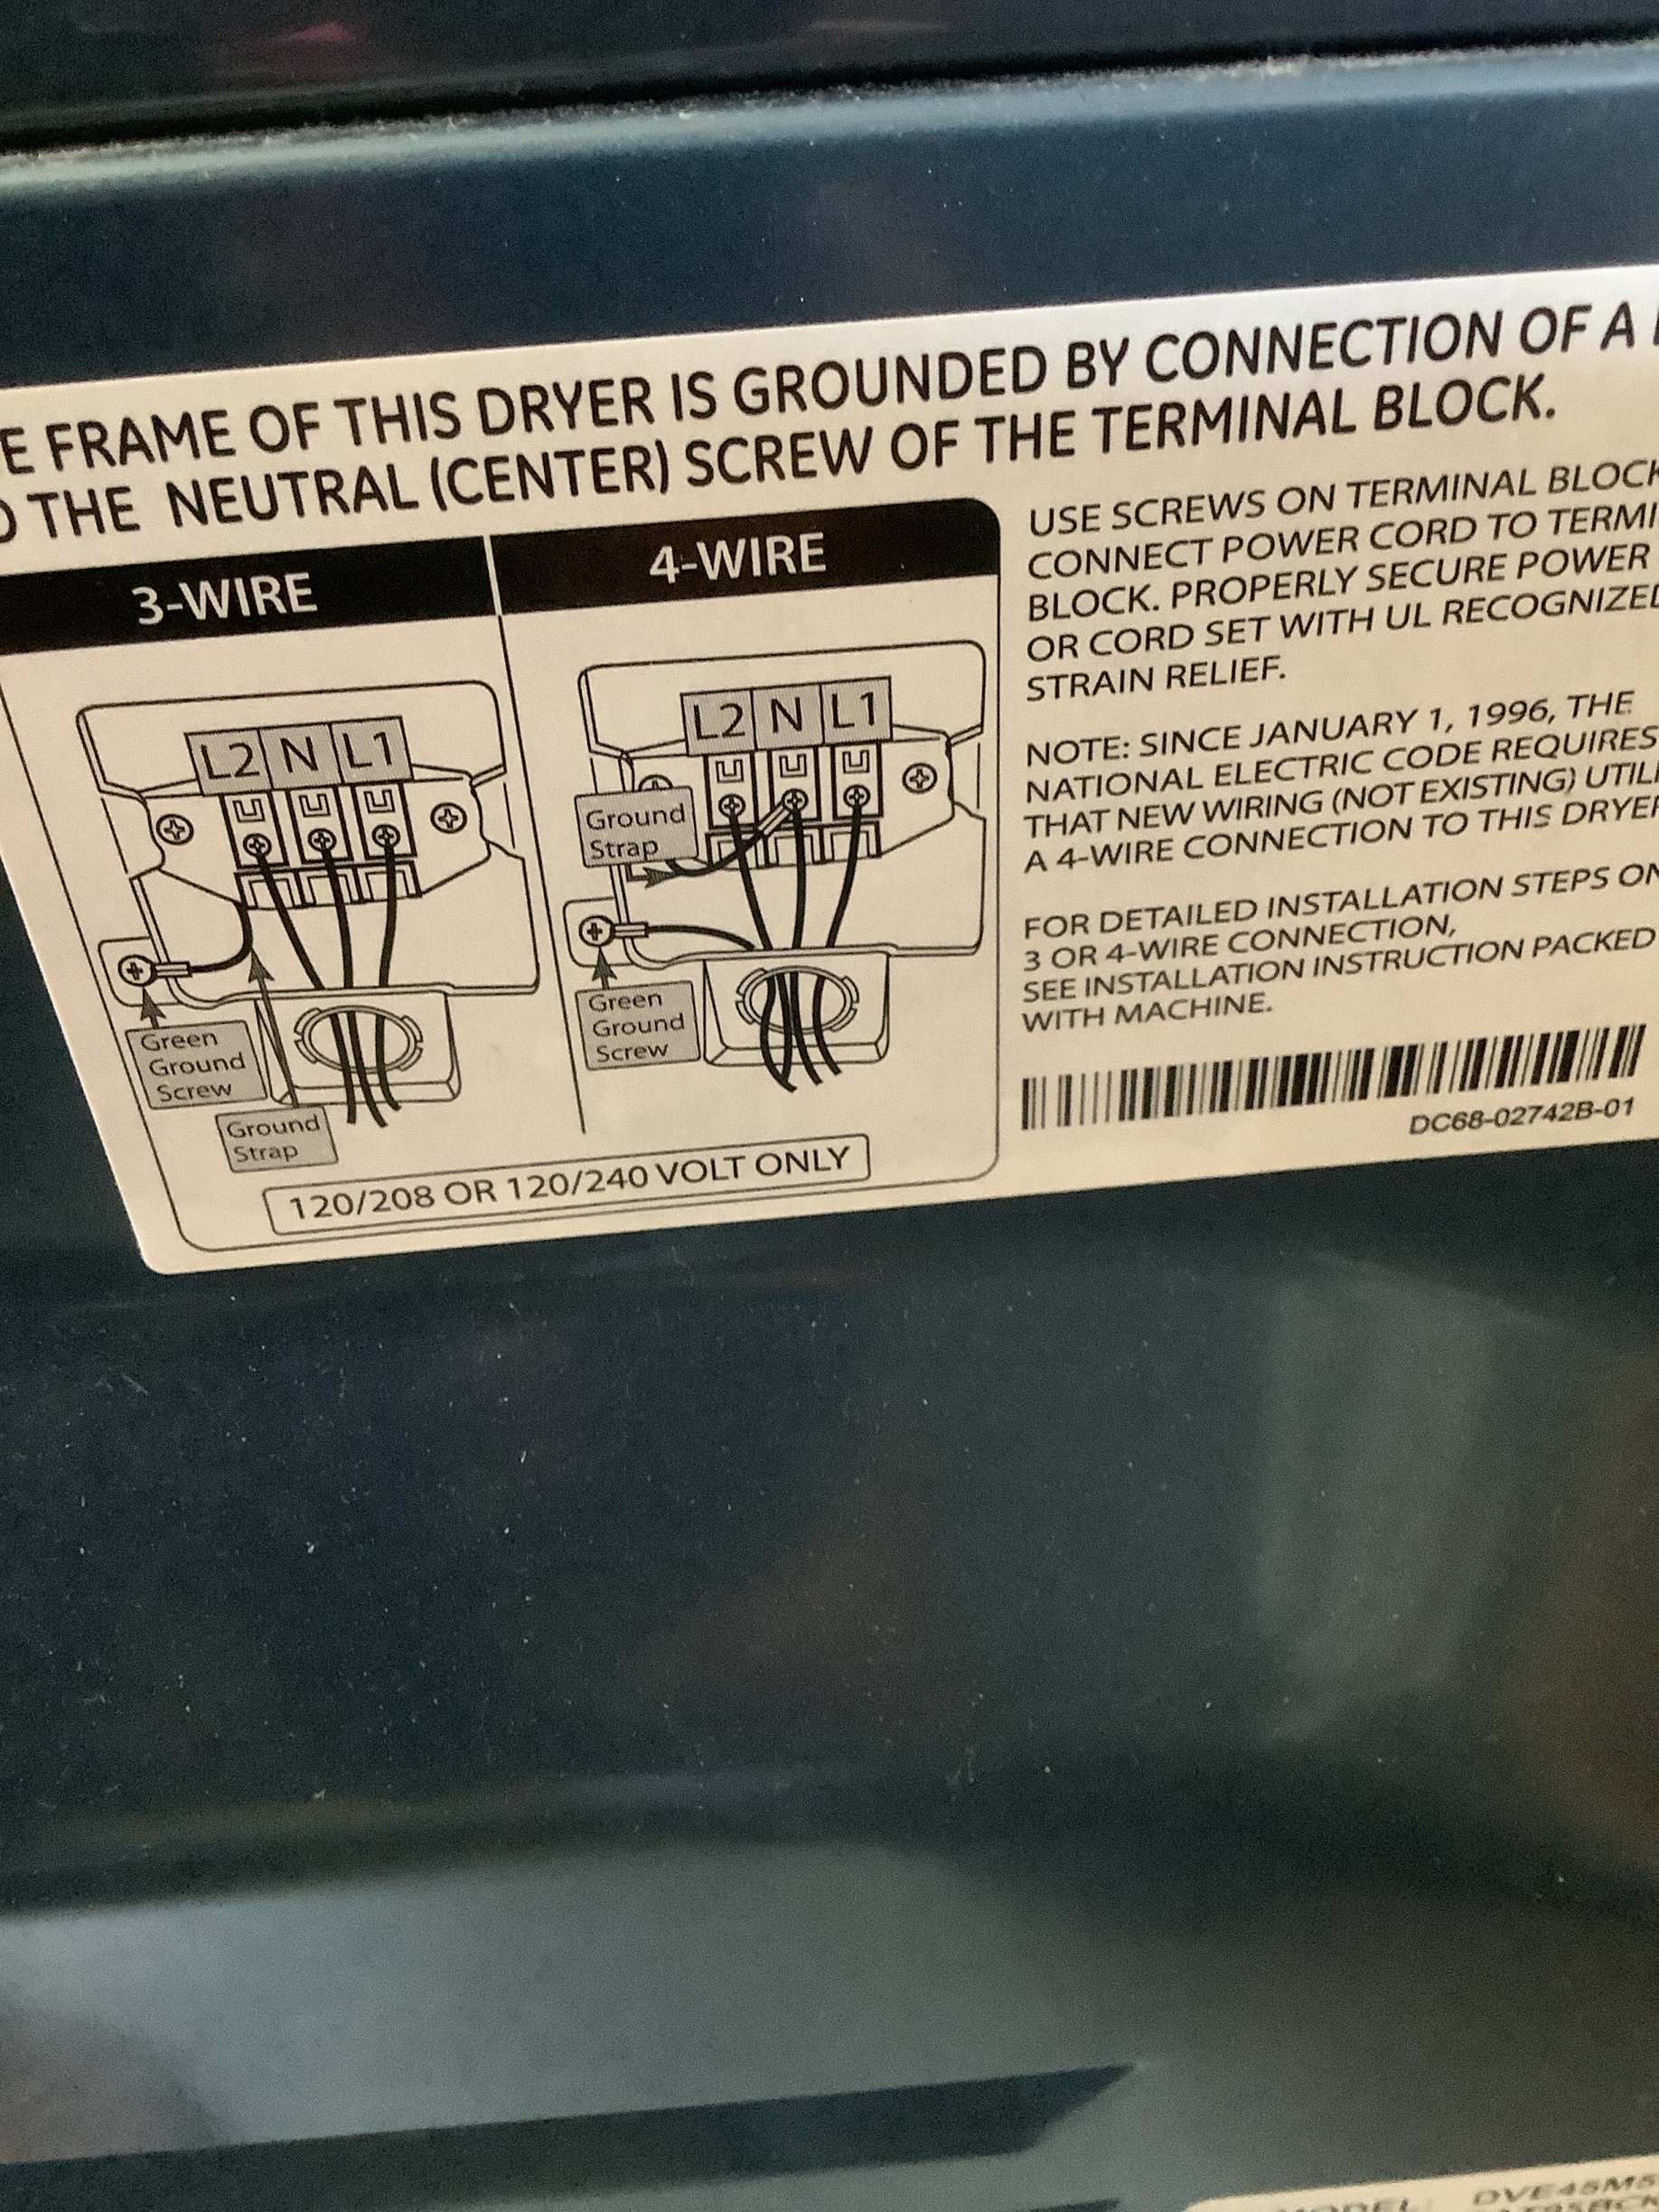 E FRAME OF THIS DRYER IS GROUNDED BY CONNECTION OF A
THE NEUTRAL (CENTER) SCREW OF THE TERMINAL BLOCK.
3-WIRE
L2 N L1
Green
Ground
Screw
Ground
Strap
4-WIRE
L2 N L1
Ground
Strap
Green
Ground
Screw
120/208 OR 120/240 VOLT ONLY
USE SCREWS ON TERMINAL BLOCK
CONNECT POWER CORD TO TERMI
BLOCK. PROPERLY SECURE POWER
OR CORD SET WITH UL RECOGNIZED
STRAIN RELIEF.
NOTE: SINCE JANUARY 1, 1996, THE
NATIONAL ELECTRIC CODE REQUIRES
THAT NEW WIRING (NOT EXISTING) UTILI
A 4-WIRE CONNECTION TO THIS DRYER
FOR DETAILED INSTALLATION STEPS ON
3 OR 4-WIRE CONNECTION,
SEE INSTALLATION INSTRUCTION PACKED
WITH MACHINE.
DC68-02742B-01
MODEL DVE45M5